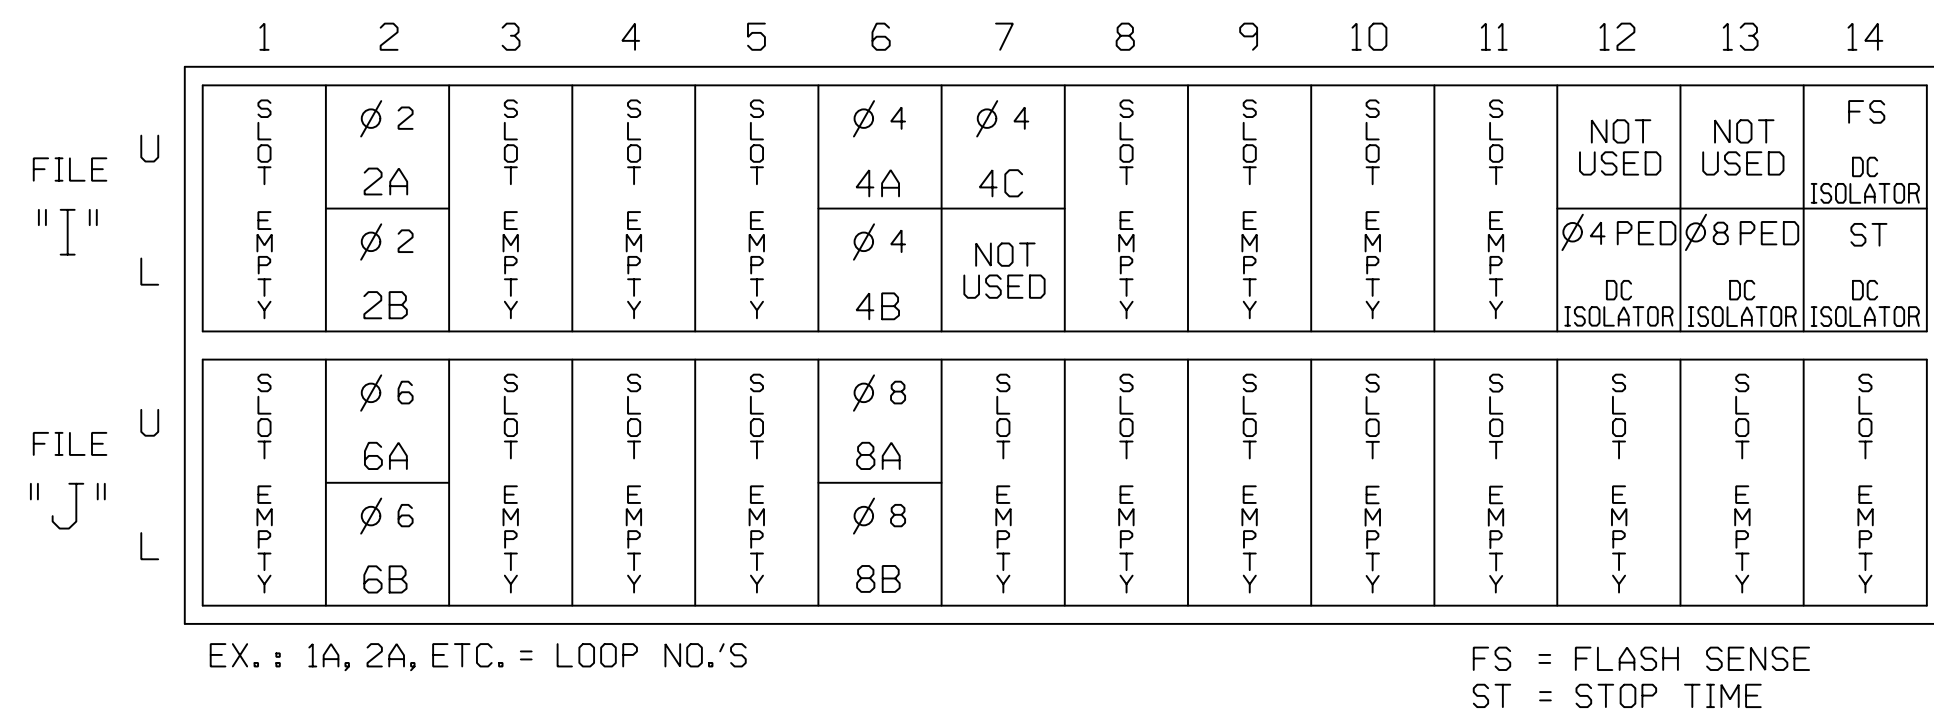 1 2 3 4 5 6 7 8 9 10 11 12 13 14
FILE "I"
U
L
SLOT EMPTY
Ø 2
2A
Ø 2
2B
SLOT EMPTY
SLOT EMPTY
SLOT EMPTY
Ø 4
4A
Ø 4
4B
Ø 4
4C
NOT
USED
SLOT EMPTY
SLOT EMPTY
SLOT EMPTY
SLOT EMPTY
NOT
USED
Ø4 PED
DC
ISOLATOR
NOT
USED
Ø8 PED
DC
ISOLATOR
FS
DC
ISOLATOR
ST
DC
ISOLATOR
FILE "J"
U
L
SLOT EMPTY
Ø 6
6A
Ø 6
6B
SLOT EMPTY
SLOT EMPTY
SLOT EMPTY
Ø 8
8A
Ø 8
8B
SLOT EMPTY
SLOT EMPTY
SLOT EMPTY
SLOT EMPTY
SLOT EMPTY
SLOT EMPTY
SLOT EMPTY
SLOT EMPTY
EX.: 1A, 2A, ETC. = LOOP NO.'S
FS = FLASH SENSE
ST = STOP TIME